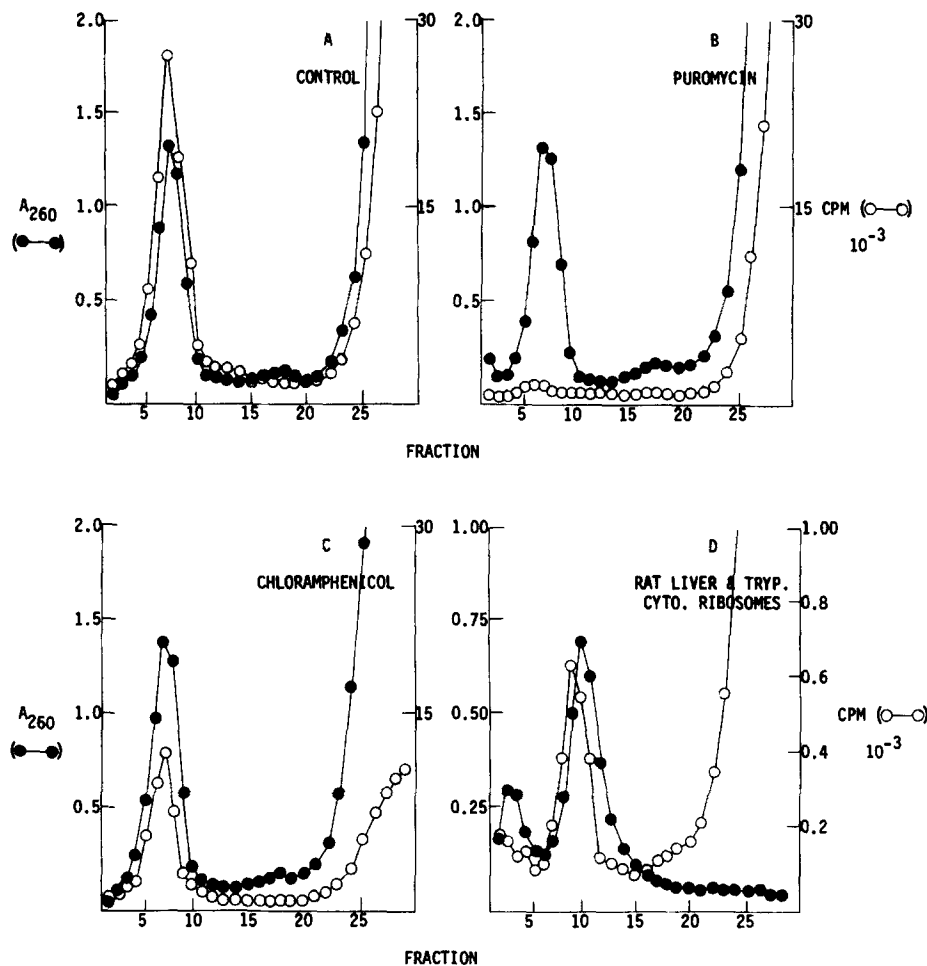 A
CONTROL
2.0
1.5
1.0
0.5
A260
(●—●)
30
15
5 10 15 20 25
B
PUROMYCIN
2.0
1.5
1.0
0.5
30
15
CPM (○—○)
10-3
5 10 15 20 25
FRACTION
C
CHLORAMPHENICOL
2.0
1.5
1.0
0.5
A260
(●—●)
30
15
5 10 15 20 25
D
RAT LIVER & TRYP.
CYTO. RIBOSOMES
1.00
0.75
0.50
0.25
1.00
0.8
0.6
0.4
0.2
CPM (○—○)
10-3
5 10 15 20 25
FRACTION